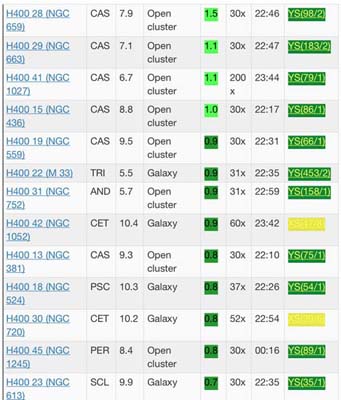 H400 28 (NGC 659) CAS 7.9 Open cluster 1.5 30x 22:46 YS(98/2)
H400 29 (NGC 663) CAS 7.1 Open cluster 1.1 30x 22:47 YS(183/2)
H400 41 (NGC 1027) CAS 6.7 Open cluster 1.1 200x 23:44 YS(79/1)
H400 15 (NGC 436) CAS 8.8 Open cluster 1.0 30x 22:17 YS(86/1)
H400 19 (NGC 559) CAS 9.5 Open cluster 0.9 30x 22:31 YS(66/1)
H400 22 (M 33) TRI 5.5 Galaxy 0.9 31x 22:35 YS(453/2)
H400 31 (NGC 752) AND 5.7 Open cluster 0.9 31x 22:59 YS(158/1)
H400 42 (NGC 1052) CET 10.4 Galaxy 0.9 60x 23:42
H400 13 (NGC 381) CAS 9.3 Open cluster 0.8 30x 22:10 YS(75/1)
H400 18 (NGC 524) PSC 10.3 Galaxy 0.8 37x 22:26 YS(54/1)
H400 30 (NGC 720) CET 10.2 Galaxy 0.8 52x 22:54
H400 45 (NGC 1245) PER 8.4 Open cluster 0.8 30x 00:16 YS(89/1)
H400 23 (NGC 613) SCL 9.9 Galaxy 0.7 30x 22:35 YS(35/1)